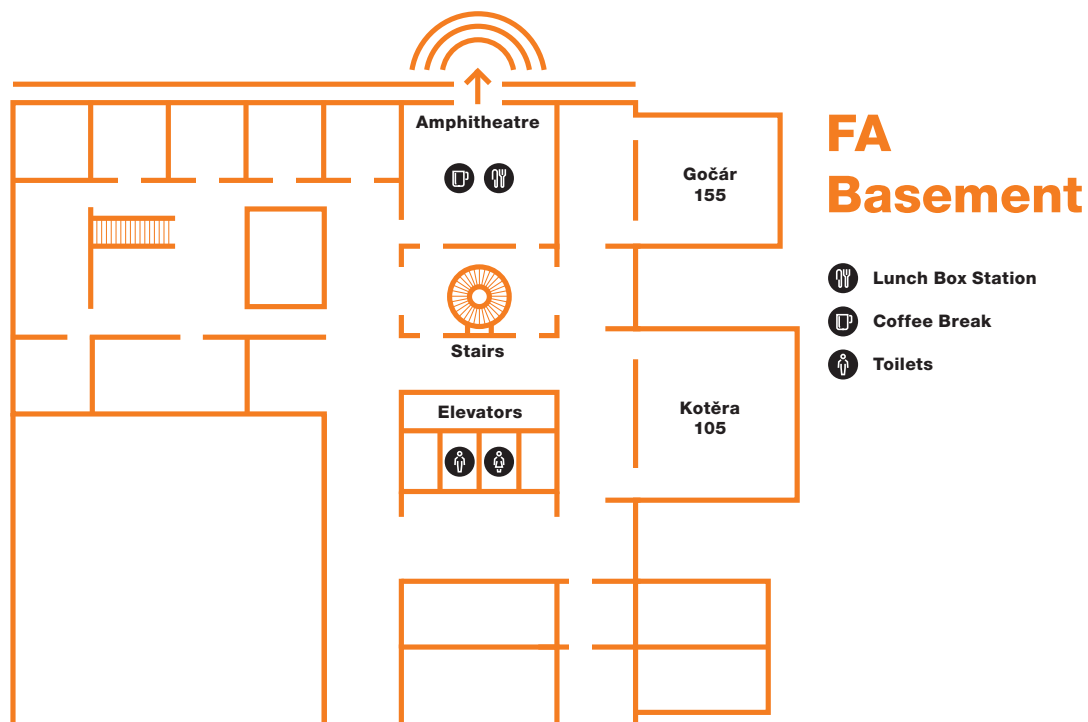 FA
Basement
Amphitheatre
Gočár
155
Stairs
Elevators
Kotěra
105
Lunch Box Station
Coffee Break
Toilets